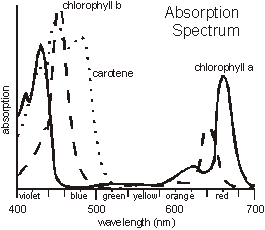 chlorophyll b
Absorption
Spectrum
carotene
chlorophyll a
absorption
violet blue green yellow orange red
400 500 600 700
wavelength (nm)